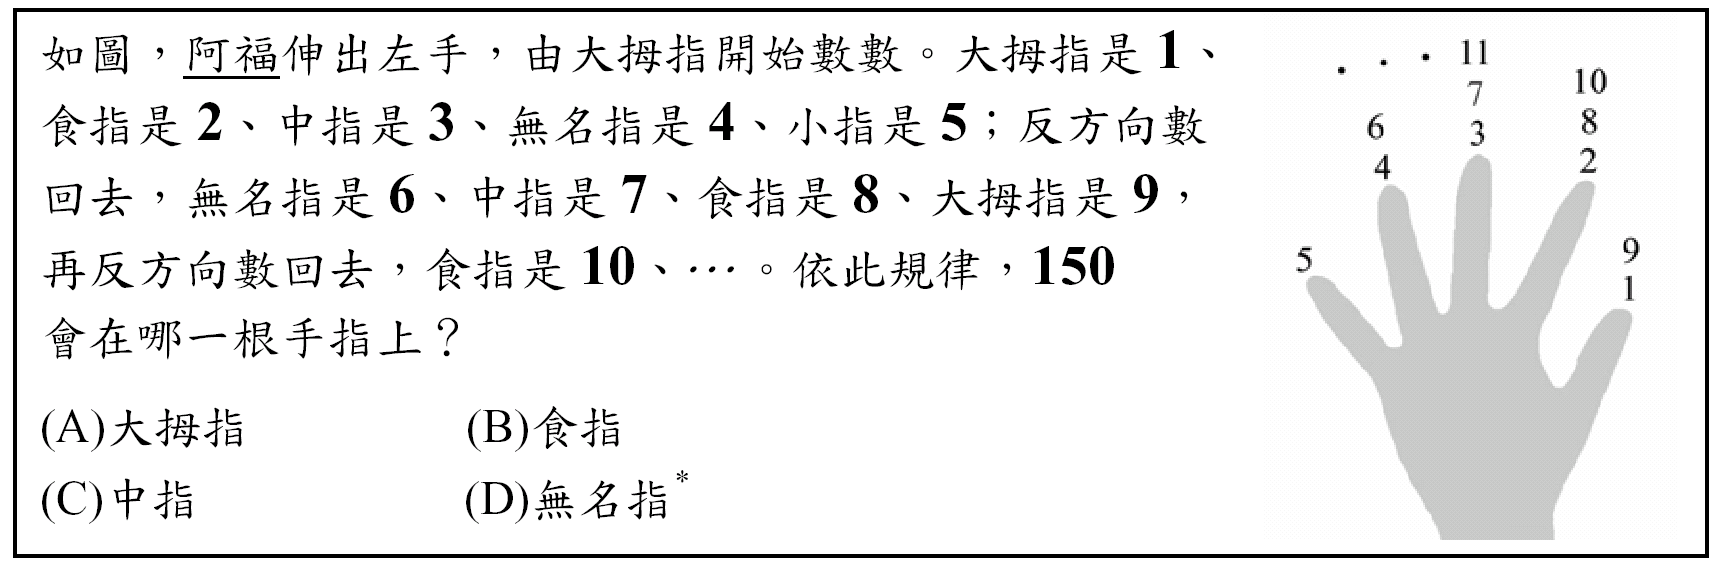 如圖，阿福伸出左手，由大拇指開始數數。大拇指是 1、
食指是 2、中指是 3、無名指是 4、小指是 5；反方向數
回去，無名指是 6、中指是 7、食指是 8、大拇指是 9，
再反方向數回去，食指是 10、…。依此規律，150
會在哪一根手指上？
(A)大拇指 (B)食指
(C)中指 (D)無名指*
. . . 11
10
7
8
6
3
2
4
9
5
1